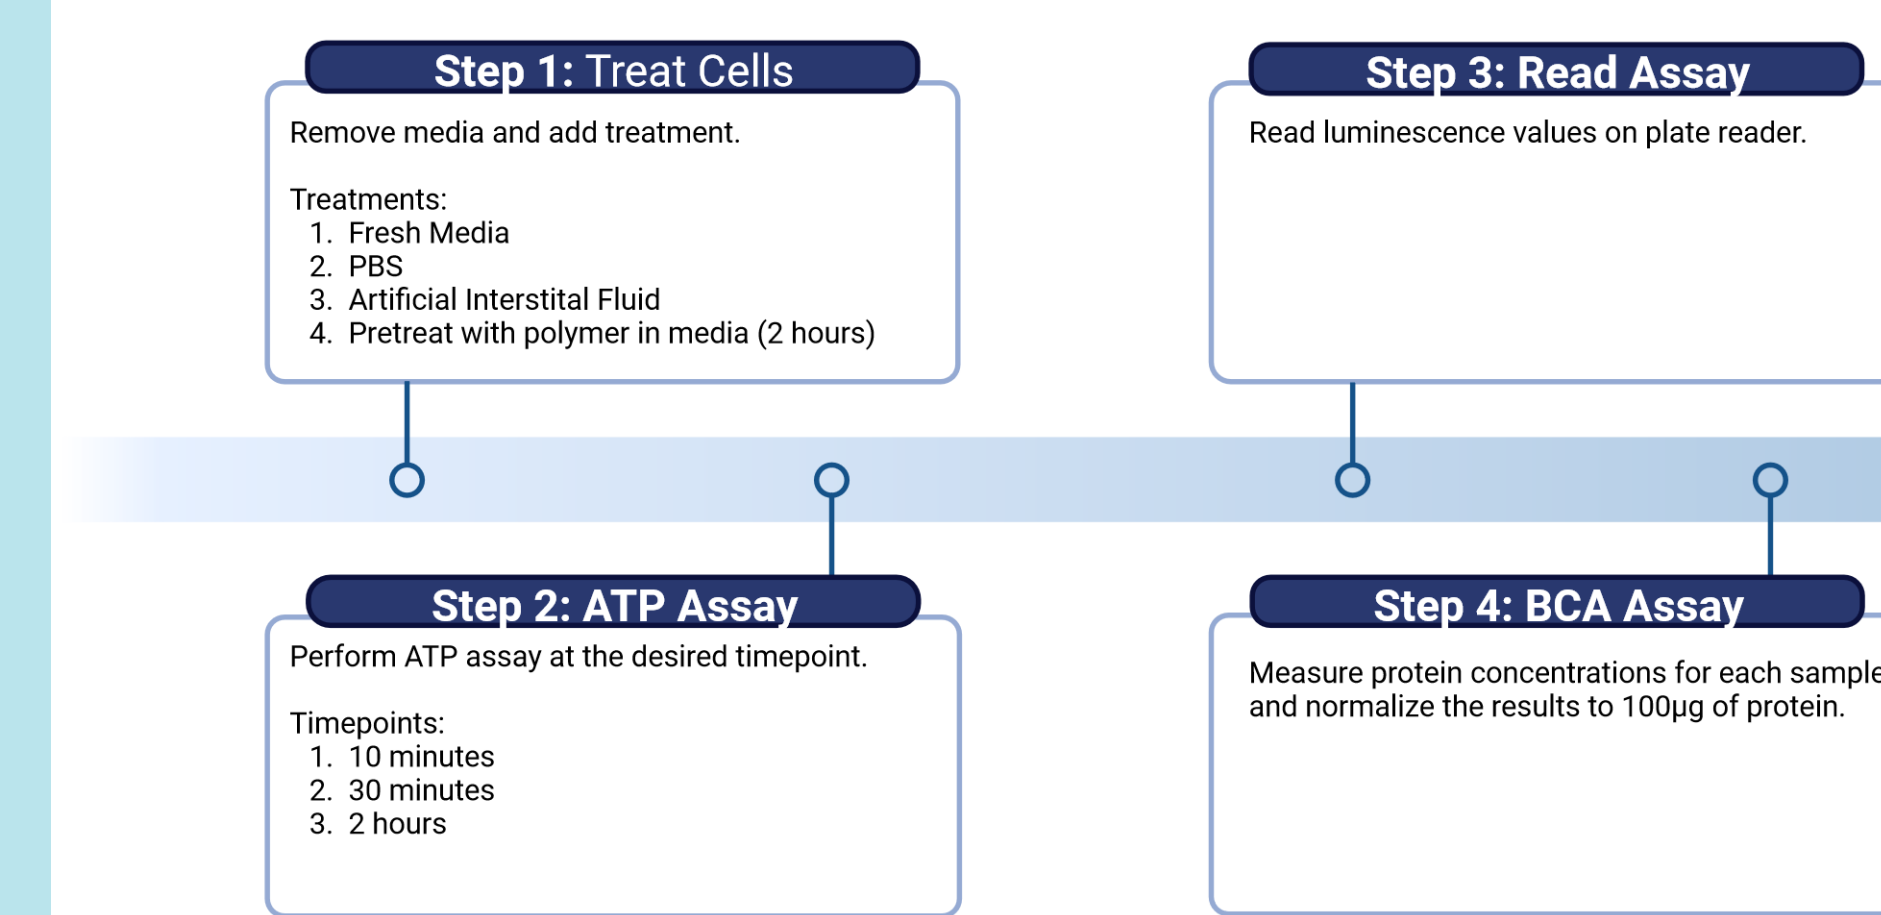 Step 1: Treat Cells
Remove media and add treatment.
Treatments:
1. Fresh Media
2. PBS
3. Artificial Interstital Fluid
4. Pretreat with polymer in media (2 hours)
Step 2: ATP Assay
Perform ATP assay at the desired timepoint.
Timepoints:
1. 10 minutes
2. 30 minutes
3. 2 hours
Step 3: Read Assay
Read luminescence values on plate reader.
Step 4: BCA Assay
Measure protein concentrations for each sample
and normalize the results to 100µg of protein.